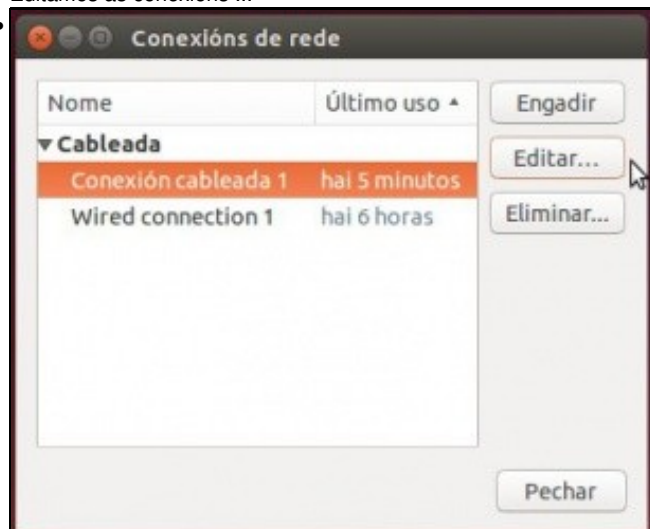 Editamos as conexións ...
Conexións de rede
Nome Último uso Engadir
Cableada
Editar...
Conexión cableada 1 hai 5 minutos
Wired connection 1 hai 6 horas Eliminar...
Pechar